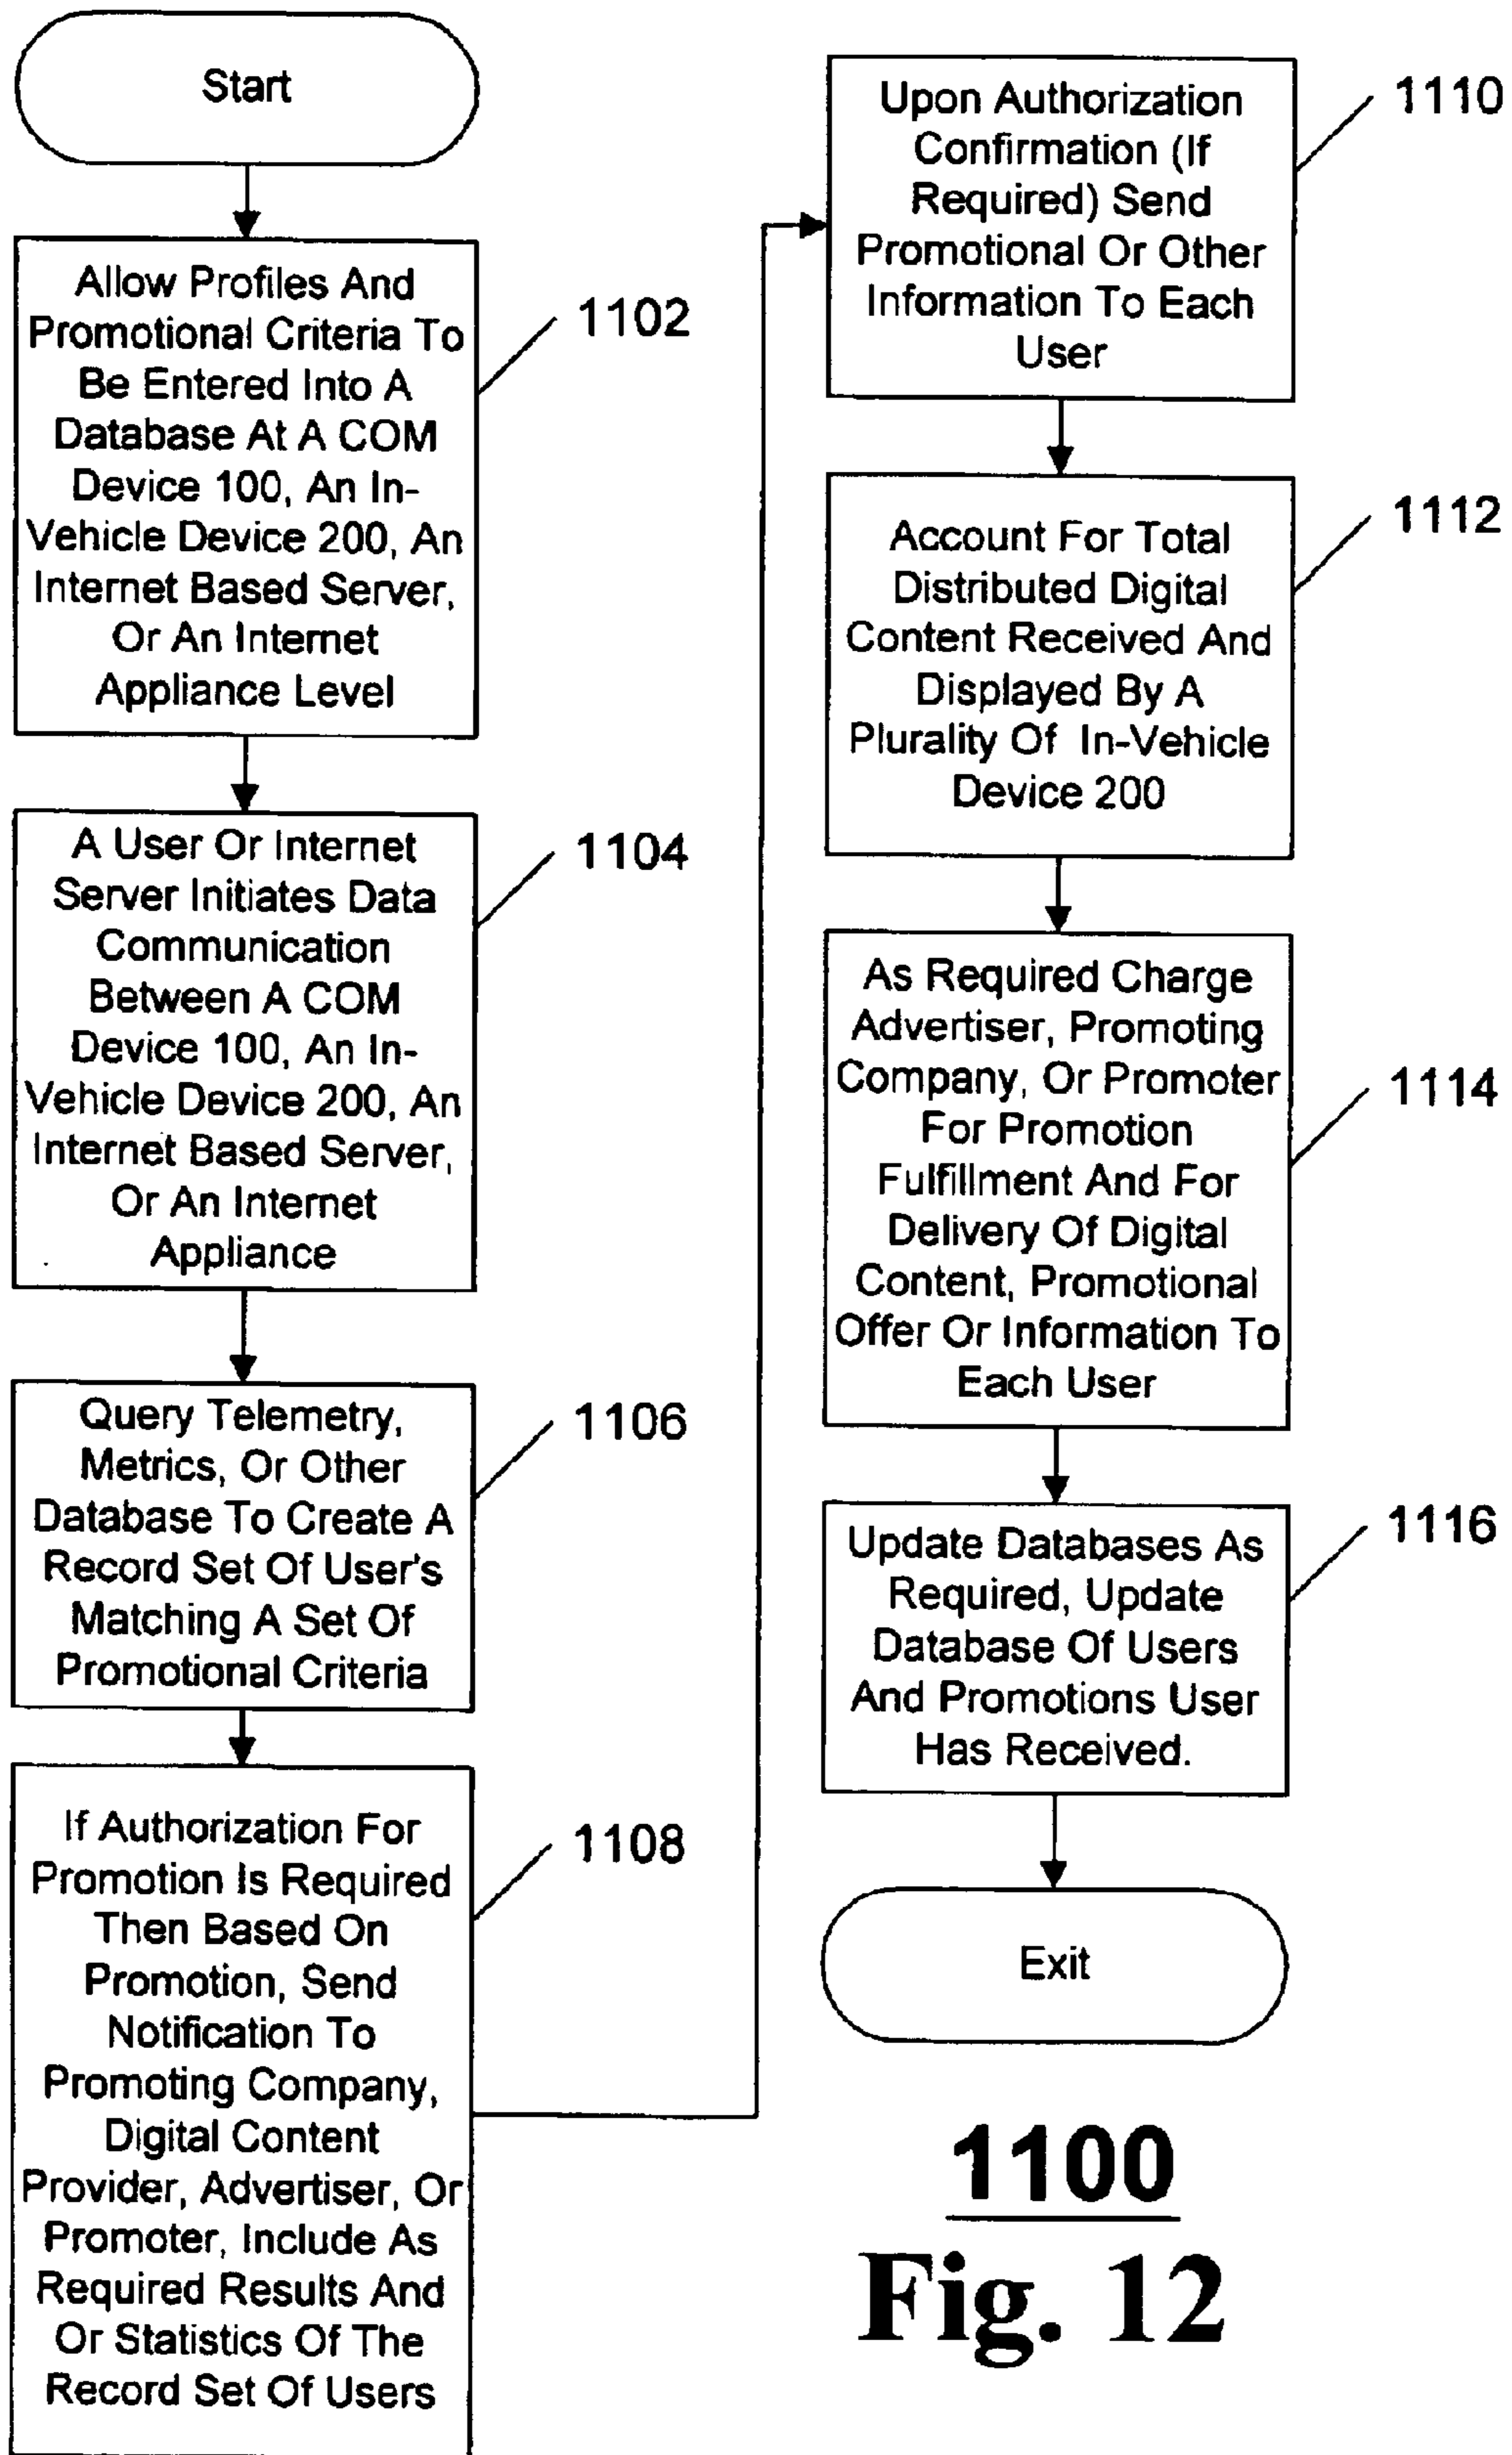 Start
Allow Profiles And
Promotional Criteria To
Be Entered Into A
Database At A COM
Device 100, An In-
Vehicle Device 200, An
Internet Based Server,
Or An Internet
Appliance Level
1102
A User Or Internet
Server Initiates Data
Communication
Between A COM
Device 100, An In-
Vehicle Device 200, An
Internet Based Server,
Or An Internet
Appliance
1104
Query Telemetry,
Metrics, Or Other
Database To Create A
Record Set Of User's
Matching A Set Of
Promotional Criteria
1106
If Authorization For
Promotion Is Required
Then Based On
Promotion, Send
Notification To
Promoting Company,
Digital Content
Provider, Advertiser, Or
Promoter, Include As
Required Results And
Or Statistics Of The
Record Set Of Users
1108
Upon Authorization
Confirmation (If
Required) Send
Promotional Or Other
Information To Each
User
1110
Account For Total
Distributed Digital
Content Received And
Displayed By A
Plurality Of In-Vehicle
Device 200
1112
As Required Charge
Advertiser, Promoting
Company, Or Promoter
For Promotion
Fulfillment And For
Delivery Of Digital
Content, Promotional
Offer Or Information To
Each User
1114
Update Databases As
Required, Update
Database Of Users
And Promotions User
Has Received.
1116
Exit
1100
Fig. 12